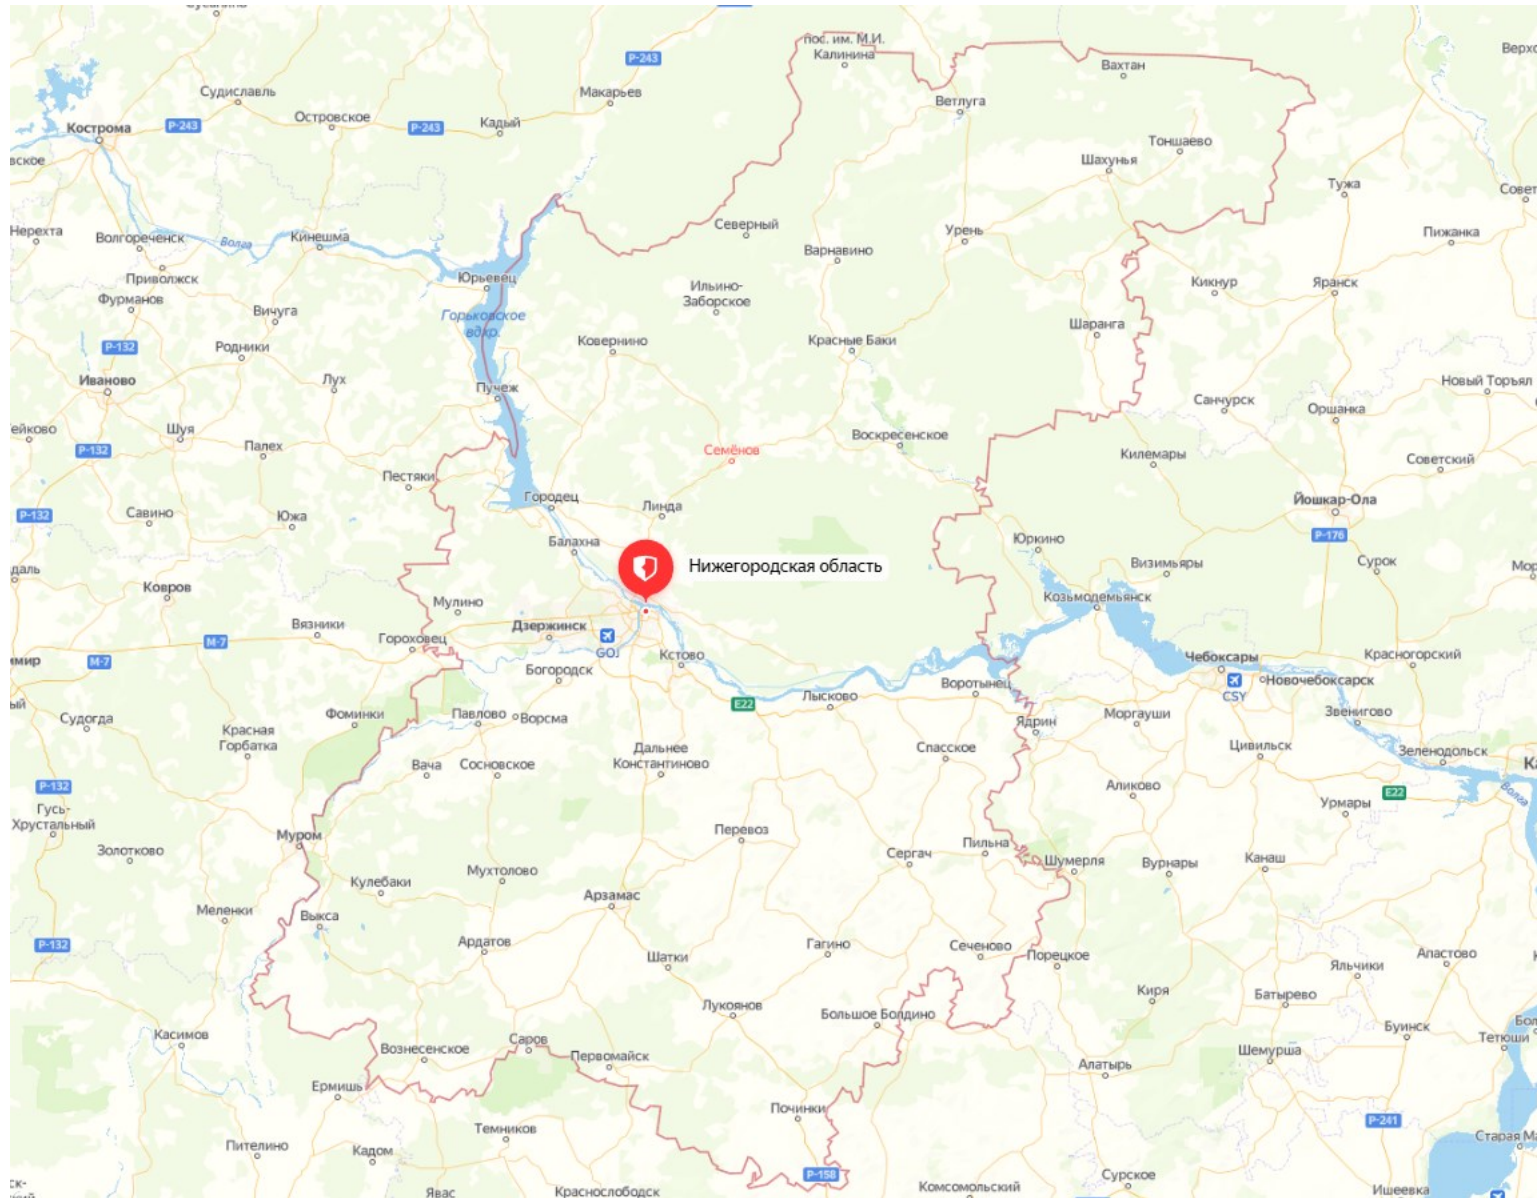 пос. им. М.И.
Калинина
Вахтан
Р-243
Судиславль
Макарьев
Ветлуга
Островское
Кострома
Р-243
Р-243
Кадый
Тоншаево
Шахунья
Тужа
Северный
Нерехта
Волгореченск
Волга
Кинешма
Варнавино
Урень
Пижанка
Приволжск
Юрьевец
Фурманов
Ильино-
Заборское
Кикнур
Яранск
Вичуга
Горьковское
вдхр.
Шаранга
Р-132
Родники
Ковернино
Красные Баки
Иваново
Лух
Пучеж
Новый Торъял
Санчурск
Оршанка
Шуя
Палех
Воскресенское
Р-132
Семёнов
Килемары
Советский
Пестяки
Городец
Йошкар-Ола
Р-132
Савино
Южа
Линда
Р-176
Балахна
Юркино
Визимьяры
Сурок
Нижегородская область
Ковров
Мулино
Козьмодемьянск
Вязники
Дзержинск
М-7
Гороховец
GOJ
Кстово
М-7
Богородск
Чебоксары
Красногорский
Воротынец
CSY
Новочебоксарск
Лысково
E22
Судогда
Фоминки
Павлово
Ворсма
Ядрин
Моргауши
Звенигово
Красная
Горбатка
Дальнее
Константиново
Спасское
Цивильск
Зеленодольск
Вача
Сосновское
Р-132
Аликово
E22
Волга
Гусь-
Хрустальный
Урмары
Муром
Перевоз
Пильна
Золотково
Сергач
Шумерля
Вурнары
Канаш
Мухтолово
Кулебаки
Арзамас
Меленки
Выкса
Р-132
Ардатов
Гагино
Сеченово
Шатки
Порецкое
Апастово
Яльчики
Киря
Батырево
Лукоянов
Большое Болдино
Касимов
Саров
Буинск
Тетюши
Вознесенское
Первомайск
Шемурша
Ермишь
Алатырь
Починки
Темников
Р-241
Пителино
Кадом
Р-158
Сурское
Явас
Краснослободск
Комсомольский
Ишеевка